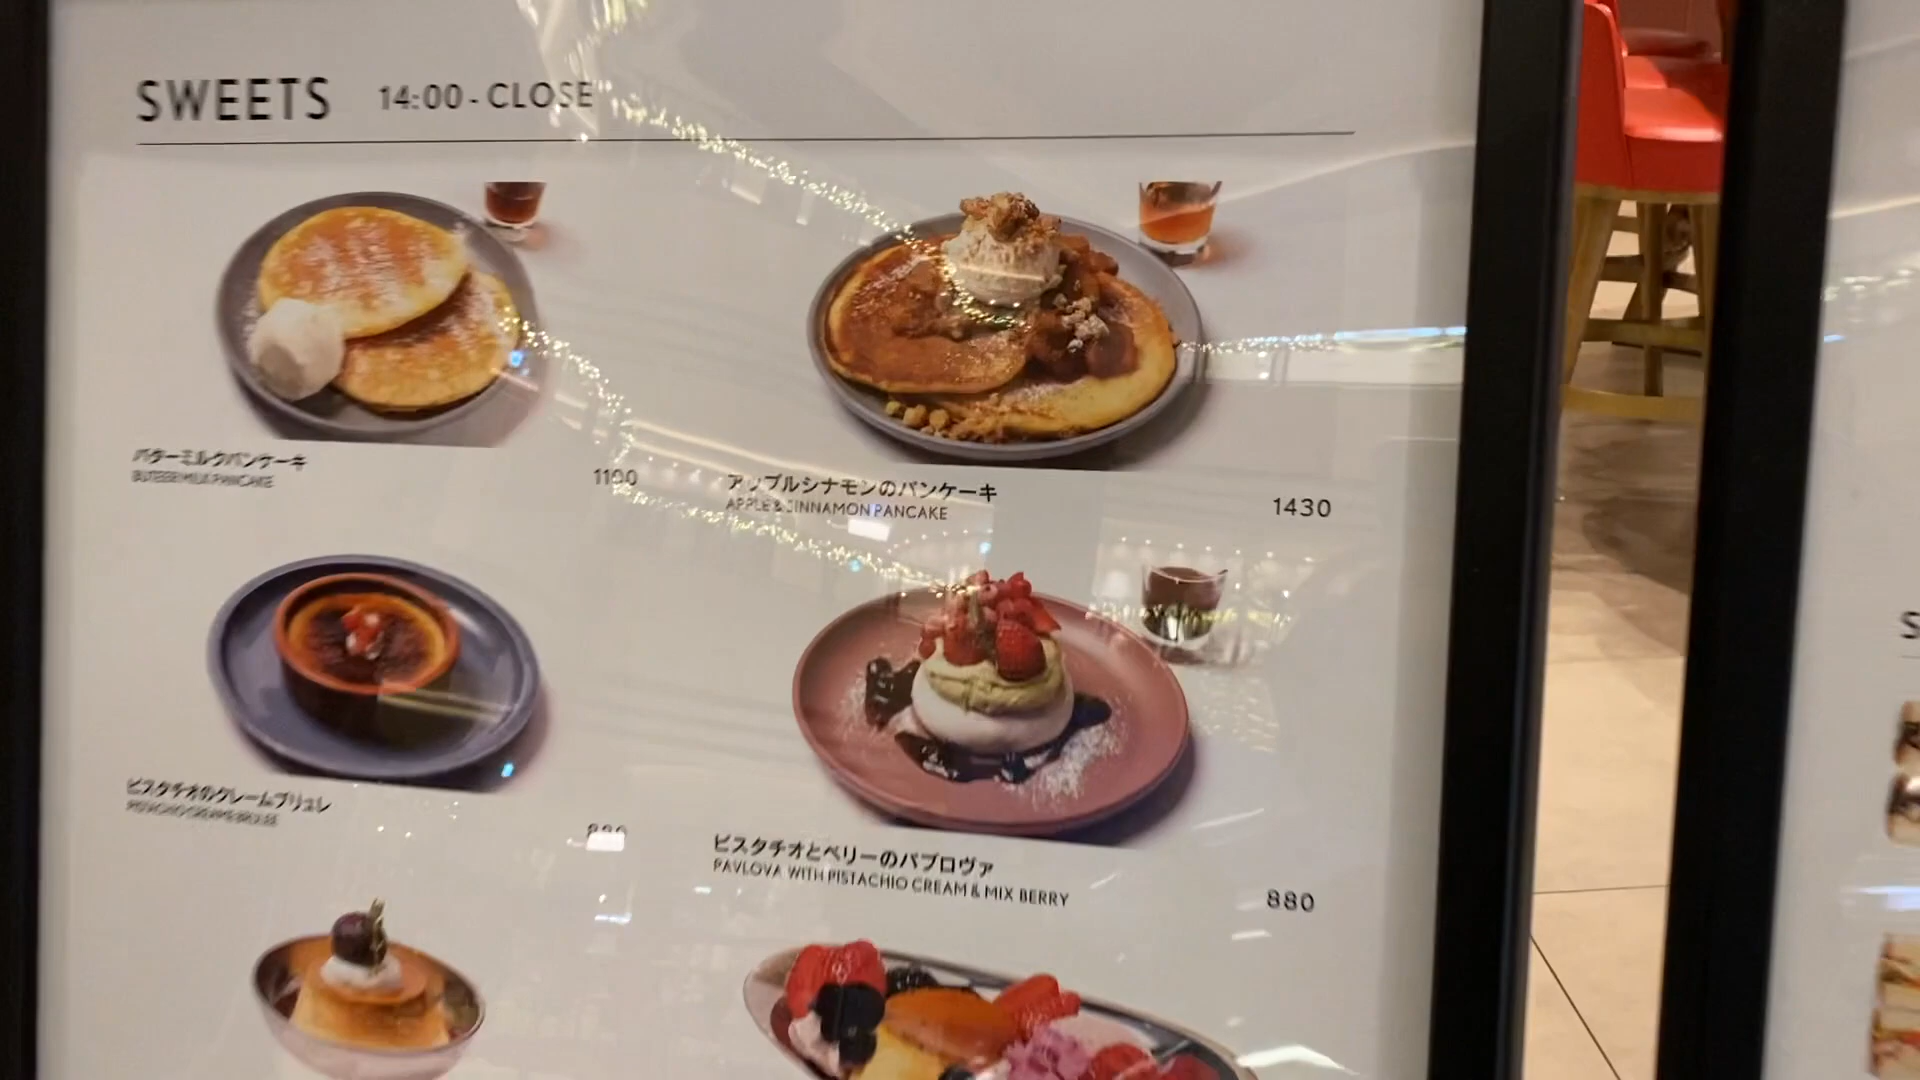 SWEETS 14:00 - CLOSE
バターミルクパンケーキ
1100
アップルシナモンのパンケーキ
APPLE & CINNAMON PANCAKE
1430
ピスタチオのクレームブリュレ
ピスタチオとベリーのパブロヴァ
PAVLOVA WITH PISTACHIO CREAM & MIX BERRY
880
S